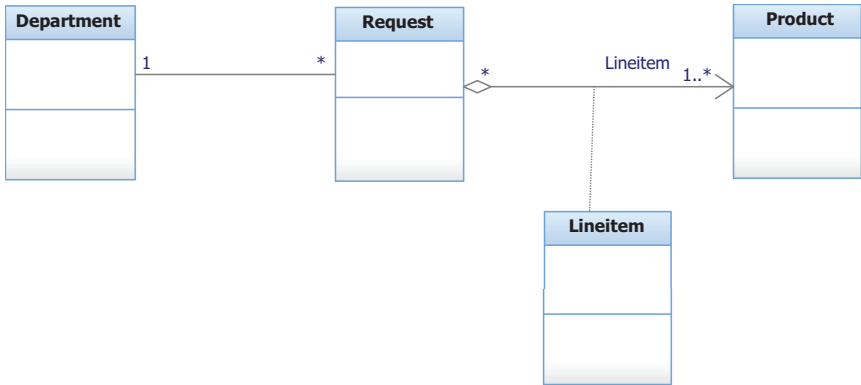 Department
Request
Product
1
*
*
Lineitem
1..*
Lineitem